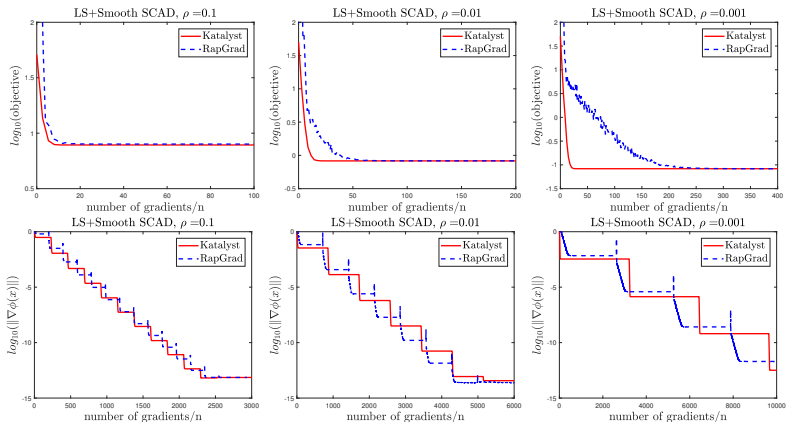 LS+Smooth SCAD, ρ=0.1
log₁₀(objective)
2
1.5
1
0.5
0 20 40 60 80 100
number of gradients/n
Katalyst
RapGrad
LS+Smooth SCAD, ρ=0.01
log₁₀(objective)
2
1.5
1
0.5
0
-0.5
0 50 100 150 200
number of gradients/n
Katalyst
RapGrad
LS+Smooth SCAD, ρ=0.001
log₁₀(objective)
2
1.5
1
0.5
0
-0.5
-1
-1.5
0 50 100 150 200 250 300 350 400
number of gradients/n
Katalyst
RapGrad
LS+Smooth SCAD, ρ=0.1
log₁₀(||∇ϕ(x)||)
0
-5
-10
-15
0 500 1000 1500 2000 2500 3000
number of gradients/n
Katalyst
RapGrad
LS+Smooth SCAD, ρ=0.01
log₁₀(||∇ϕ(x)||)
0
-5
-10
-15
0 1000 2000 3000 4000 5000 6000
number of gradients/n
Katalyst
RapGrad
LS+Smooth SCAD, ρ=0.001
log₁₀(||∇ϕ(x)||)
0
-5
-10
-15
0 2000 4000 6000 8000 10000
number of gradients/n
Katalyst
RapGrad